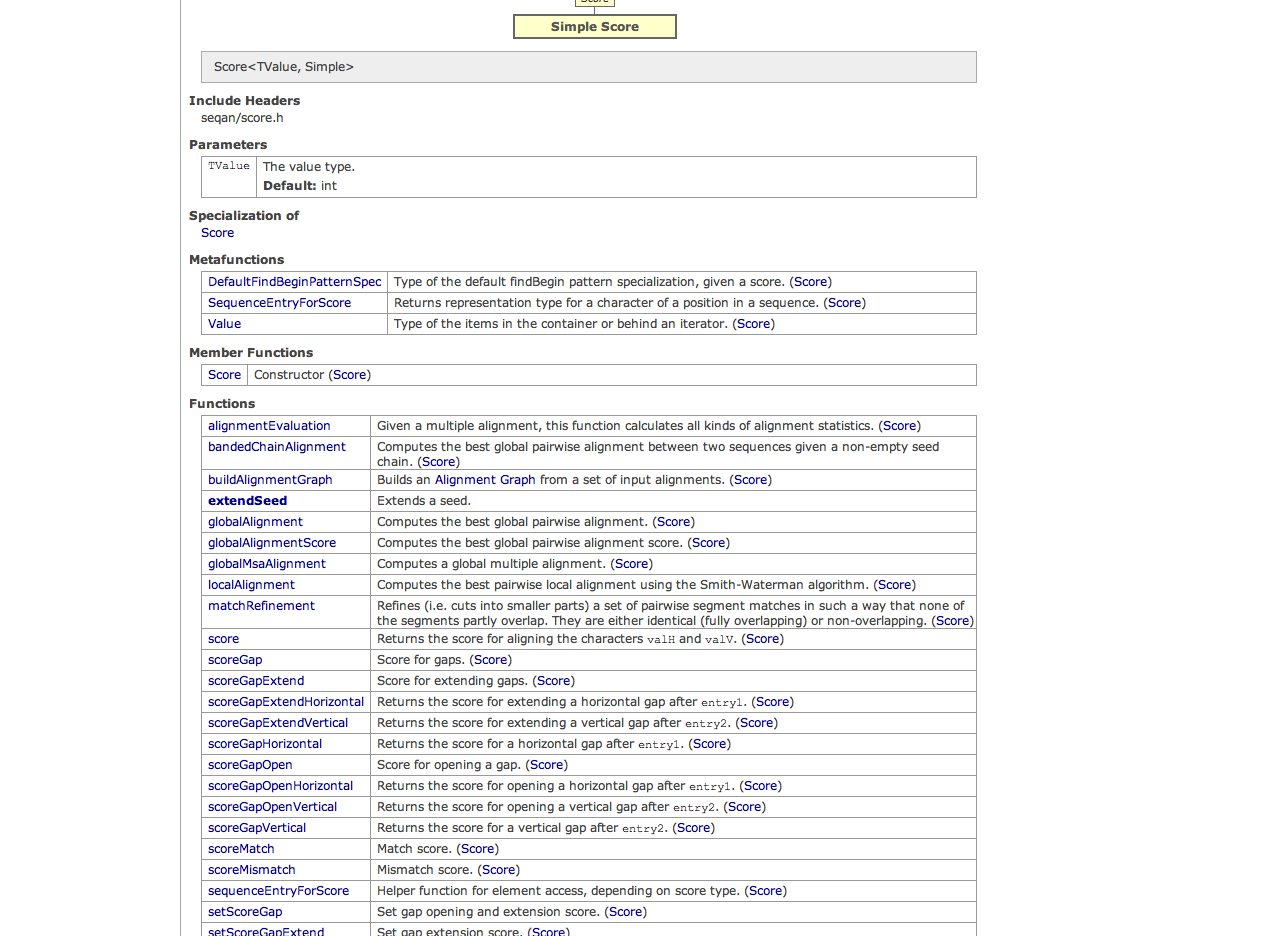 Score
Simple Score
Score<TValue, Simple>
Include Headers
seqan/score.h
Parameters
TValue The value type.
Default: int
Specialization of
Score
Metafunctions
DefaultFindBeginPatternSpec Type of the default findBegin pattern specialization, given a score. (Score)
SequenceEntryForScore Returns representation type for a character of a position in a sequence. (Score)
Value Type of the items in the container or behind an iterator. (Score)
Member Functions
Score Constructor (Score)
Functions
alignmentEvaluation Given a multiple alignment, this function calculates all kinds of alignment statistics. (Score)
bandedChainAlignment Computes the best global pairwise alignment between two sequences given a non-empty seed
chain. (Score)
buildAlignmentGraph Builds an Alignment Graph from a set of input alignments. (Score)
extendSeed Extends a seed.
globalAlignment Computes the best global pairwise alignment. (Score)
globalAlignmentScore Computes the best global pairwise alignment score. (Score)
globalMsaAlignment Computes a global multiple alignment. (Score)
localAlignment Computes the best pairwise local alignment using the Smith-Waterman algorithm. (Score)
matchRefinement Refines (i.e. cuts into smaller parts) a set of pairwise segment matches in such a way that none of
the segments partly overlap. They are either identical (fully overlapping) or non-overlapping. (Score)
score Returns the score for aligning the characters valH and valV. (Score)
scoreGap Score for gaps. (Score)
scoreGapExtend Score for extending gaps. (Score)
scoreGapExtendHorizontal Returns the score for extending a horizontal gap after entry1. (Score)
scoreGapExtendVertical Returns the score for extending a vertical gap after entry2. (Score)
scoreGapHorizontal Returns the score for a horizontal gap after entry1. (Score)
scoreGapOpen Score for opening a gap. (Score)
scoreGapOpenHorizontal Returns the score for opening a horizontal gap after entry1. (Score)
scoreGapOpenVertical Returns the score for opening a vertical gap after entry2. (Score)
scoreGapVertical Returns the score for a vertical gap after entry2. (Score)
scoreMatch Match score. (Score)
scoreMismatch Mismatch score. (Score)
sequenceEntryForScore Helper function for element access, depending on score type. (Score)
setScoreGap Set gap opening and extension score. (Score)
setScoreGapExtend Set gap extension score. (Score)